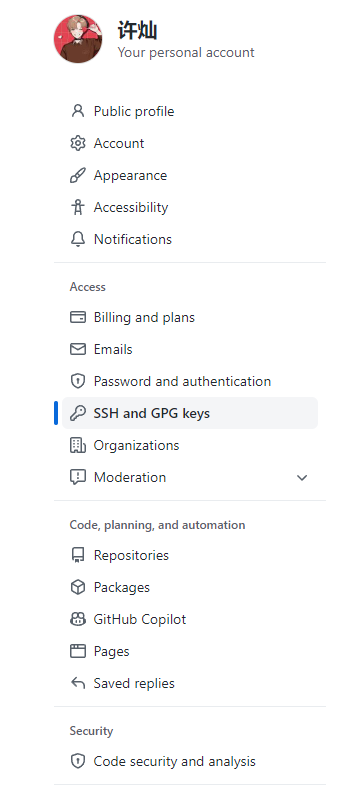 许灿
Your personal account
Public profile
Account
Appearance
Accessibility
Notifications
Access
Billing and plans
Emails
Password and authentication
SSH and GPG keys
Organizations
Moderation
Code, planning, and automation
Repositories
Packages
GitHub Copilot
Pages
Saved replies
Security
Code security and analysis